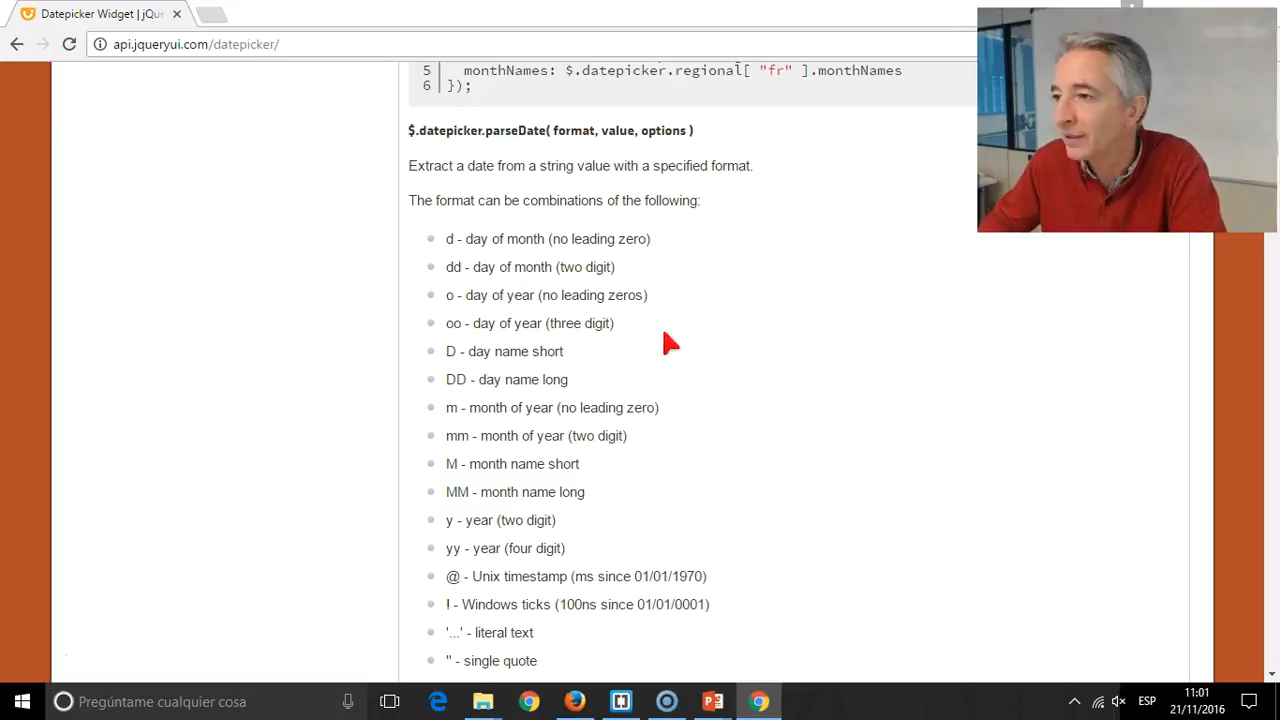 Datepicker Widget | jQue
api.jqueryui.com/datepicker/
5 monthNames: $.datepicker.regional[ "fr" ].monthNames
6 });
$.datepicker.parseDate( format, value, options )
Extract a date from a string value with a specified format.
The format can be combinations of the following:
d - day of month (no leading zero)
dd - day of month (two digit)
o - day of year (no leading zeros)
oo - day of year (three digit)
D - day name short
DD - day name long
m - month of year (no leading zero)
mm - month of year (two digit)
M - month name short
MM - month name long
y - year (two digit)
yy - year (four digit)
@ - Unix timestamp (ms since 01/01/1970)
! - Windows ticks (100ns since 01/01/0001)
'...' - literal text
'' - single quote
Pregúntame cualquier cosa
ESP
11:01
21/11/2016